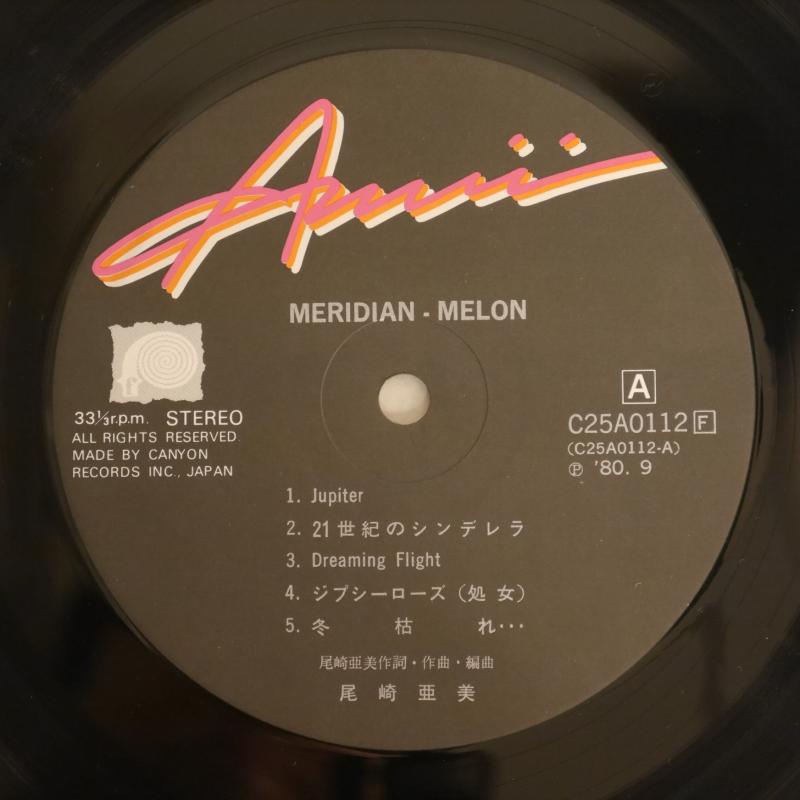 Amii
MERIDIAN - MELON
33⅓r.p.m. STEREO
ALL RIGHTS RESERVED.
MADE BY CANYON
RECORDS INC., JAPAN
A
C25A0112 F
(C25A0112-A)
Ⓟ '80. 9
1. Jupiter
2. 21世紀のシンデレラ
3. Dreaming Flight
4. ジプシーローズ（処 女）
5. 冬 枯 れ…
尾崎亜美作詞・作曲・編曲
尾 崎 亜 美